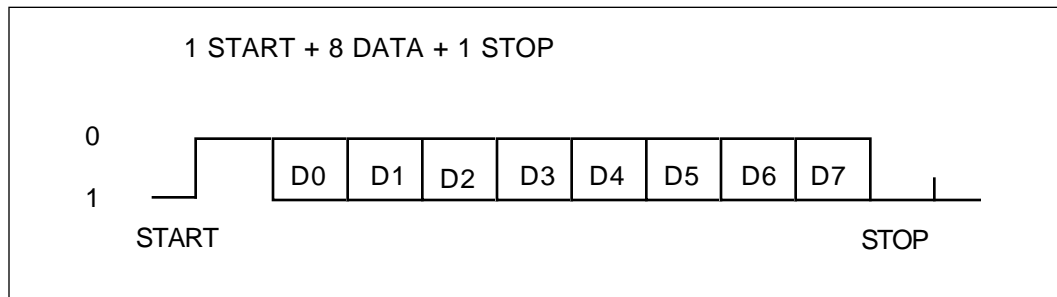 1 START + 8 DATA + 1 STOP
0
D0 D1 D2 D3 D4 D5 D6 D7
1
START STOP